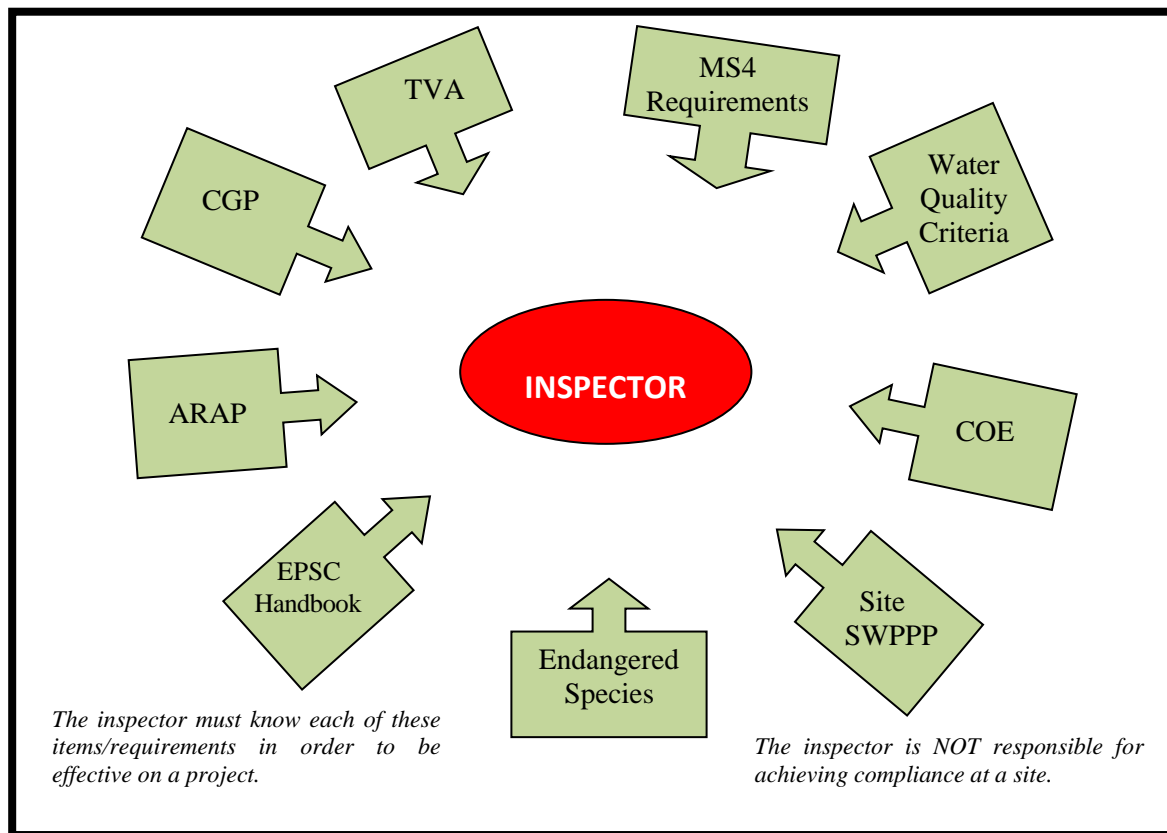 TVA
MS4
Requirements
CGP
Water
Quality
Criteria
INSPECTOR
ARAP
COE
EPSC
Handbook
Site
SWPPP
Endangered
Species
The inspector must know each of these
items/requirements in order to be
effective on a project.
The inspector is NOT responsible for
achieving compliance at a site.